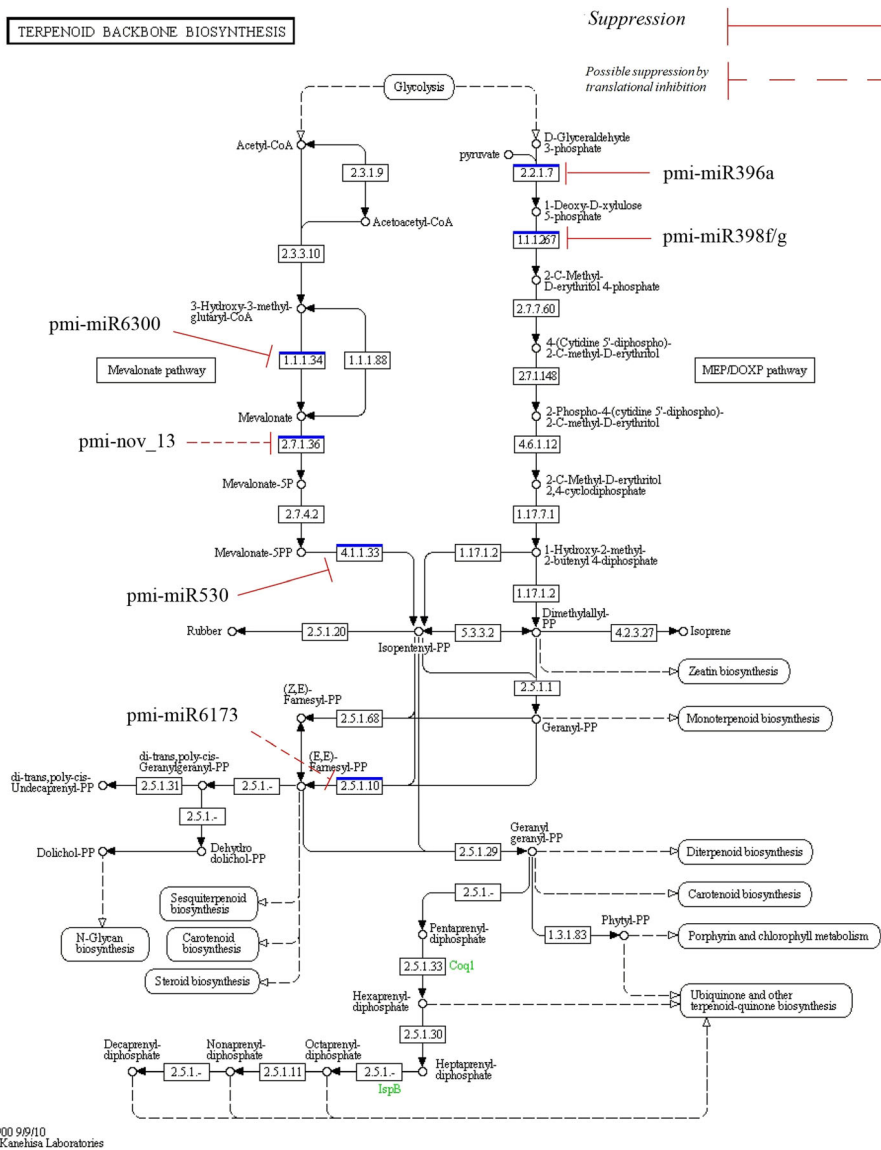 TERPENOID BACKBONE BIOSYNTHESIS
Suppression
Possible suppression by
translational inhibition
Glycolysis
Acetyl-CoA
2.3.1.9
Acetoacetyl-CoA
2.3.3.10
3-Hydroxy-3-methyl-
glutaryl-CoA
pmi-miR6300
1.1.1.34
1.1.1.88
Mevalonate pathway
Mevalonate
pmi-nov_13
2.7.1.36
Mevalonate-5P
2.7.4.2
Mevalonate-5PP
4.1.1.33
pmi-miR530
D-Glyceraldehyde
3-phosphate
pyruvate
2.2.1.7
pmi-miR396a
1-Deoxy-D-xylulose
5-phosphate
1.1.1.267
pmi-miR398f/g
2-C-Methyl-
D-erythritol 4-phosphate
2.7.7.60
4-(Cytidine 5'-diphospho)-
2-C-methyl-D-erythritol
MEP/DOXP pathway
2.7.1.148
2-Phospho-4-(cytidine 5'-diphospho)-
2-C-methyl-D-erythritol
4.6.1.12
2-C-Methyl-D-erythritol
2,4-cyclodiphosphate
1.17.7.1
1.17.1.2
1-Hydroxy-2-methyl-
2-butenyl 4-diphosphate
1.17.1.2
Dimethylallyl-
PP
Rubber
2.5.1.20
Isopentenyl-PP
5.3.3.2
4.2.3.27
Isoprene
Zeatin biosynthesis
2.5.1.1
(Z,E)-
Farnesyl-PP
2.5.1.68
Geranyl-PP
Monoterpenoid biosynthesis
pmi-miR6173
di-trans,poly-cis-
Undecaprenyl-PP
2.5.1.31
di-trans,poly-cis-
Geranylgeranyl-PP
2.5.1.-
(E,E)-
Farnesyl-PP
2.5.1.10
2.5.1.-
Dolichol-PP
Dehydro
dolichol-PP
2.5.1.29
Geranyl
geranyl-PP
Diterpenoid biosynthesis
Sesquiterpenoid
biosynthesis
2.5.1.-
Carotenoid biosynthesis
N-Glycan
biosynthesis
Carotenoid
biosynthesis
Pentaprenyl-
diphosphate
1.3.1.83
Phytyl-PP
Porphyrin and chlorophyll metabolism
Steroid biosynthesis
2.5.1.33
Coq1
Hexaprenyl-
diphosphate
Ubiquinone and other
terpenoid-quinone biosynthesis
2.5.1.30
Decaprenyl-
diphosphate
Nonaprenyl-
diphosphate
Octaprenyl-
diphosphate
Heptaprenyl-
diphosphate
2.5.1.-
2.5.1.11
2.5.1.-
IspB
00 9/9/10
Kanehisa Laboratories